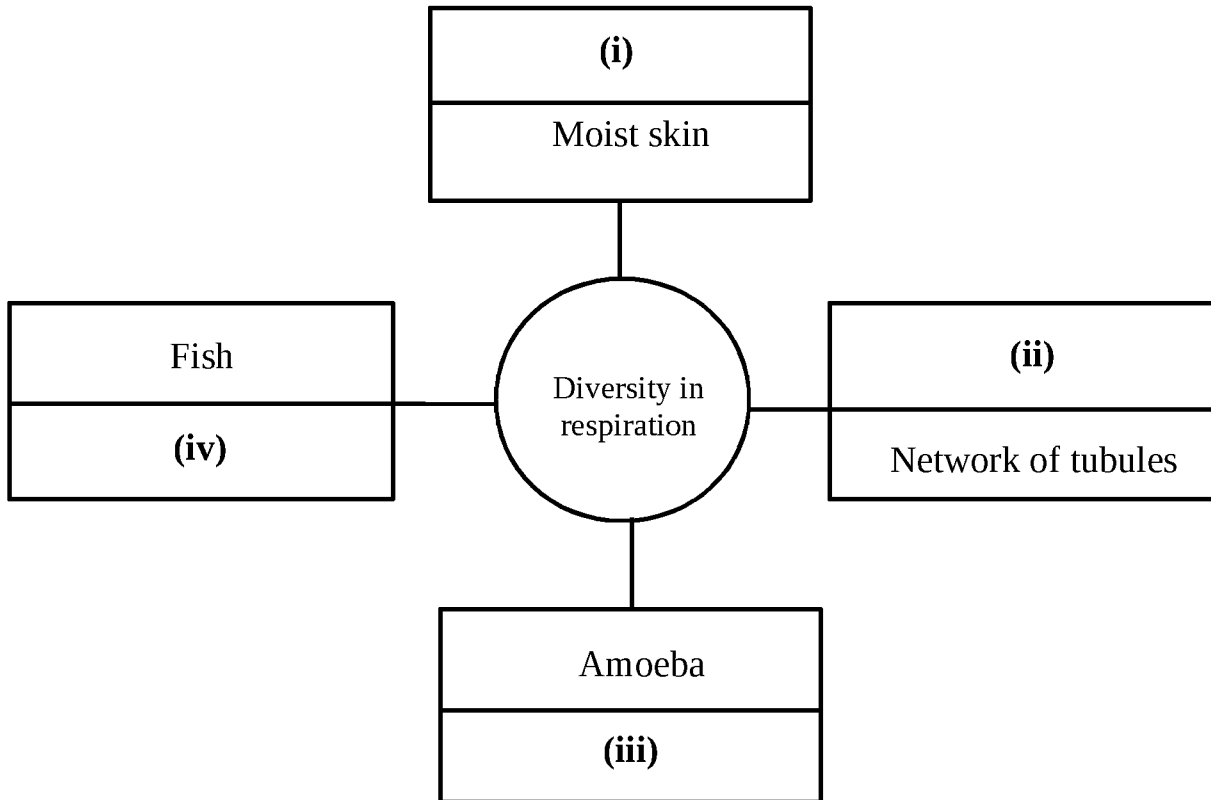 (i)
Moist skin
Fish
(iv)
Diversity in
respiration
(ii)
Network of tubules
Amoeba
(iii)